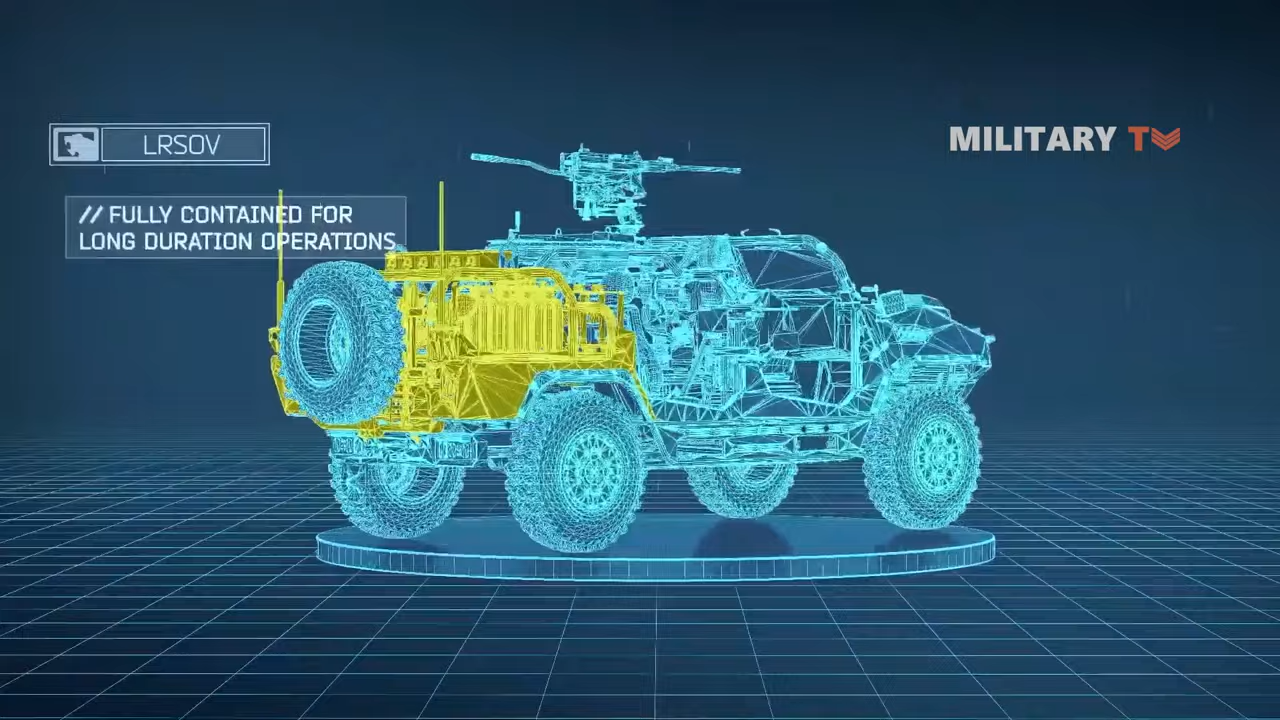 LRSOV
MILITARY TV
// FULLY CONTAINED FOR
LONG DURATION OPERATIONS